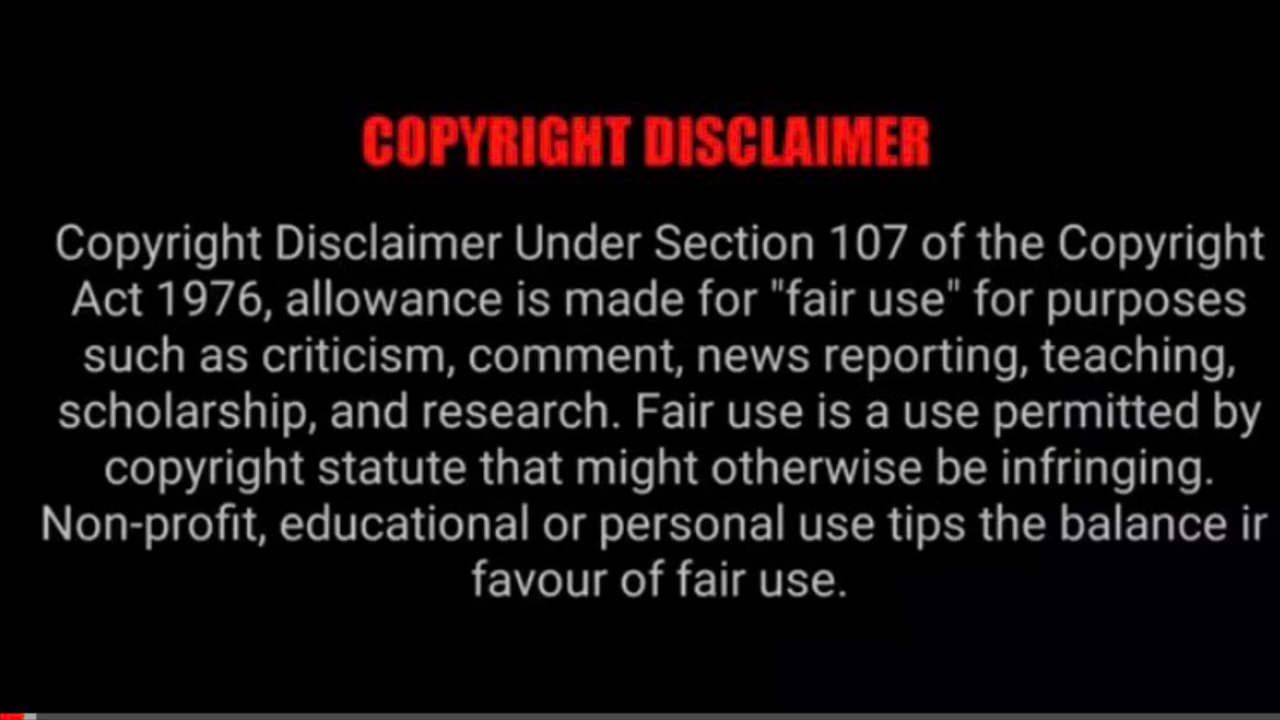 COPYRIGHT DISCLAIMER
Copyright Disclaimer Under Section 107 of the Copyright
Act 1976, allowance is made for "fair use" for purposes
such as criticism, comment, news reporting, teaching,
scholarship, and research. Fair use is a use permitted by
copyright statute that might otherwise be infringing.
Non-profit, educational or personal use tips the balance
favour of fair use.